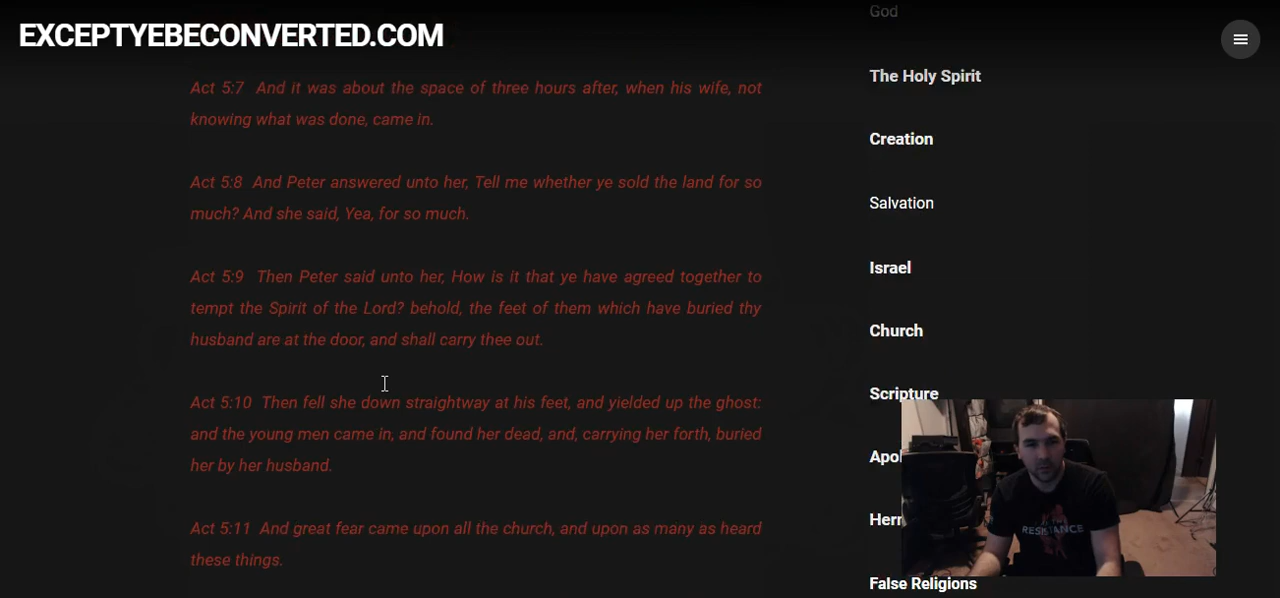 God
EXCEPTYEBECONVERTED.COM
The Holy Spirit
Act 5:7 And it was about the space of three hours after, when his wife, not
knowing what was done, came in.
Creation
Act 5:8 And Peter answered unto her, Tell me whether ye sold the land for so
much? And she said, Yea, for so much.
Salvation
Israel
Act 5:9 Then Peter said unto her, How is it that ye have agreed together to
tempt the Spirit of the Lord? behold, the feet of them which have buried thy
husband are at the door, and shall carry thee out.
Church
Scripture
Act 5:10 Then fell she down straightway at his feet, and yielded up the ghost:
and the young men came in, and found her dead, and, carrying her forth, buried
her by her husband.
Apol
Herr
Act 5:11 And great fear came upon all the church, and upon as many as heard
these things.
RESISTANCE
False Religions